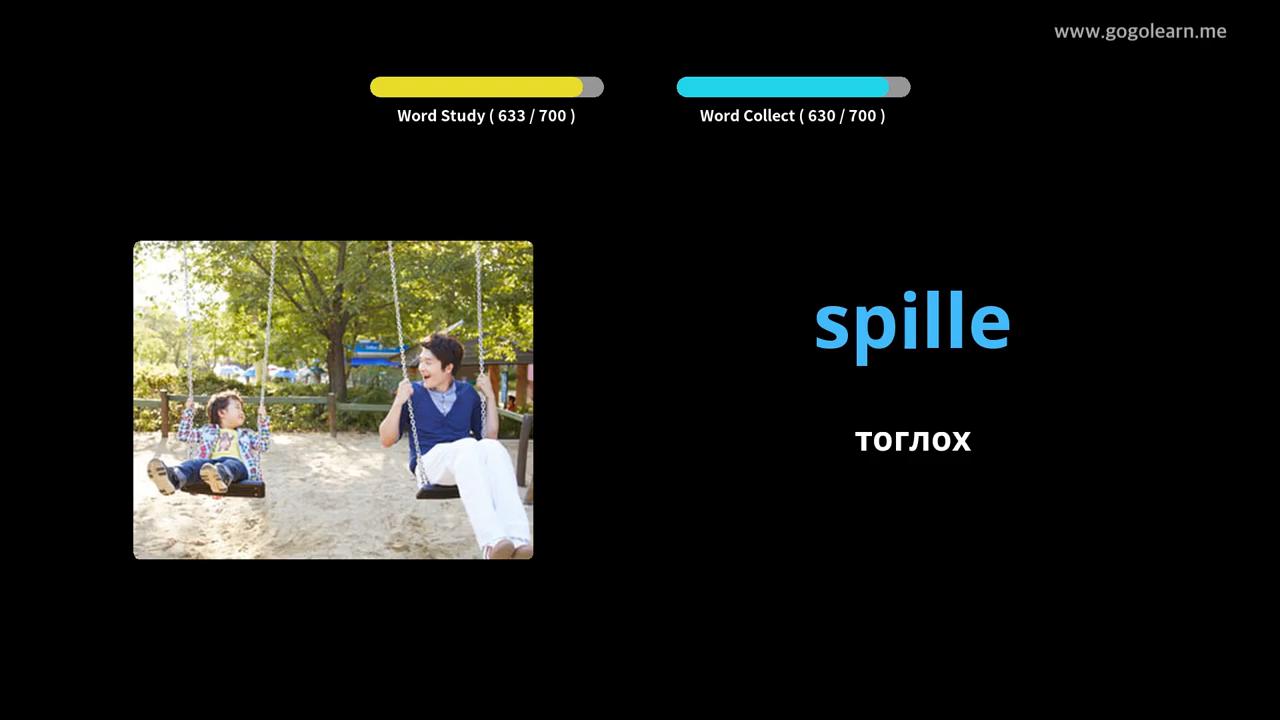 www.gogolearn.me
Word Study ( 633 / 700 )
Word Collect ( 630 / 700 )
spille
тоглох